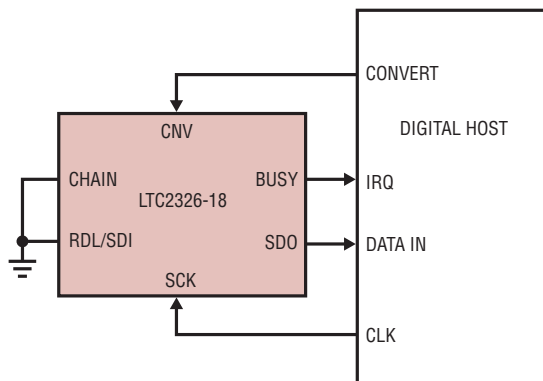 CONVERT
CNV
DIGITAL HOST
CHAIN
BUSY
IRQ
LTC2326-18
RDL/SDI
SDO
DATA IN
SCK
CLK